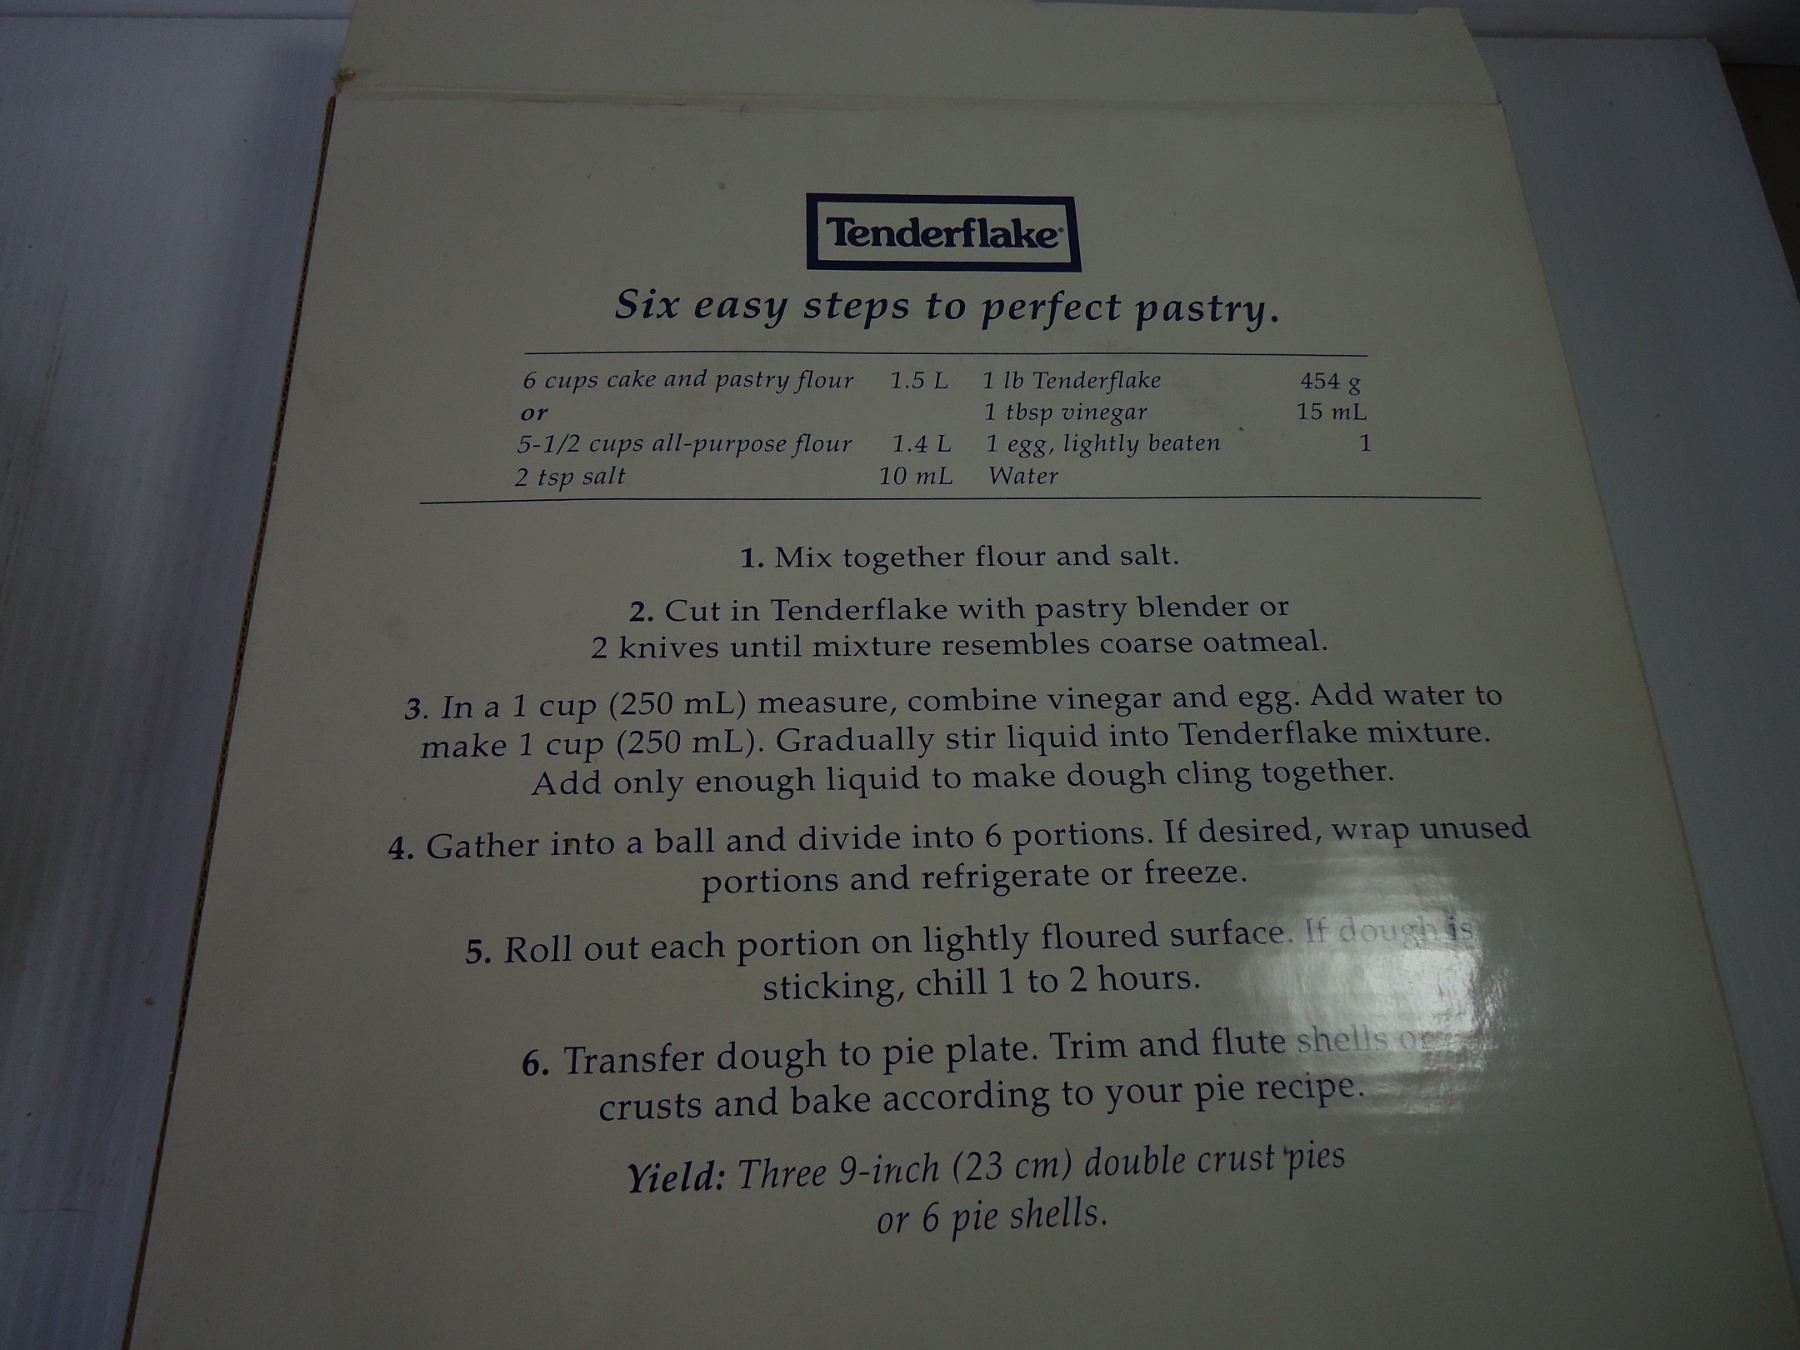 Tenderflake
Six easy steps to perfect pastry.
6 cups cake and pastry flour 1.5 L 1 lb Tenderflake 454 g
or 1 tbsp vinegar 15 mL
5-1/2 cups all-purpose flour 1.4 L 1 egg, lightly beaten 1
2 tsp salt 10 mL Water
1. Mix together flour and salt.
2. Cut in Tenderflake with pastry blender or
2 knives until mixture resembles coarse oatmeal.
3. In a 1 cup (250 mL) measure, combine vinegar and egg. Add water to
make 1 cup (250 mL). Gradually stir liquid into Tenderflake mixture.
Add only enough liquid to make dough cling together.
4. Gather into a ball and divide into 6 portions. If desired, wrap unused
portions and refrigerate or freeze.
5. Roll out each portion on lightly floured surface. If dough is
sticking, chill 1 to 2 hours.
6. Transfer dough to pie plate. Trim and flute shells or
crusts and bake according to your pie recipe.
Yield: Three 9-inch (23 cm) double crust pies
or 6 pie shells.